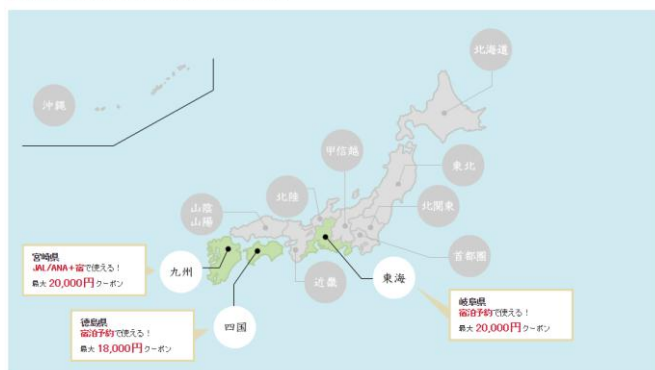 北海道
沖縄
甲信越
東北
北陸
北関東
山陰
山陽
首都圏
宮崎県
JAL/ANA+宿で使える!
最大 20,000円クーポン
九州
近畿
東海
岐阜県
宿泊予約で使える!
最大 20,000円クーポン
徳島県
宿泊予約で使える!
最大 18,000円クーポン
四国